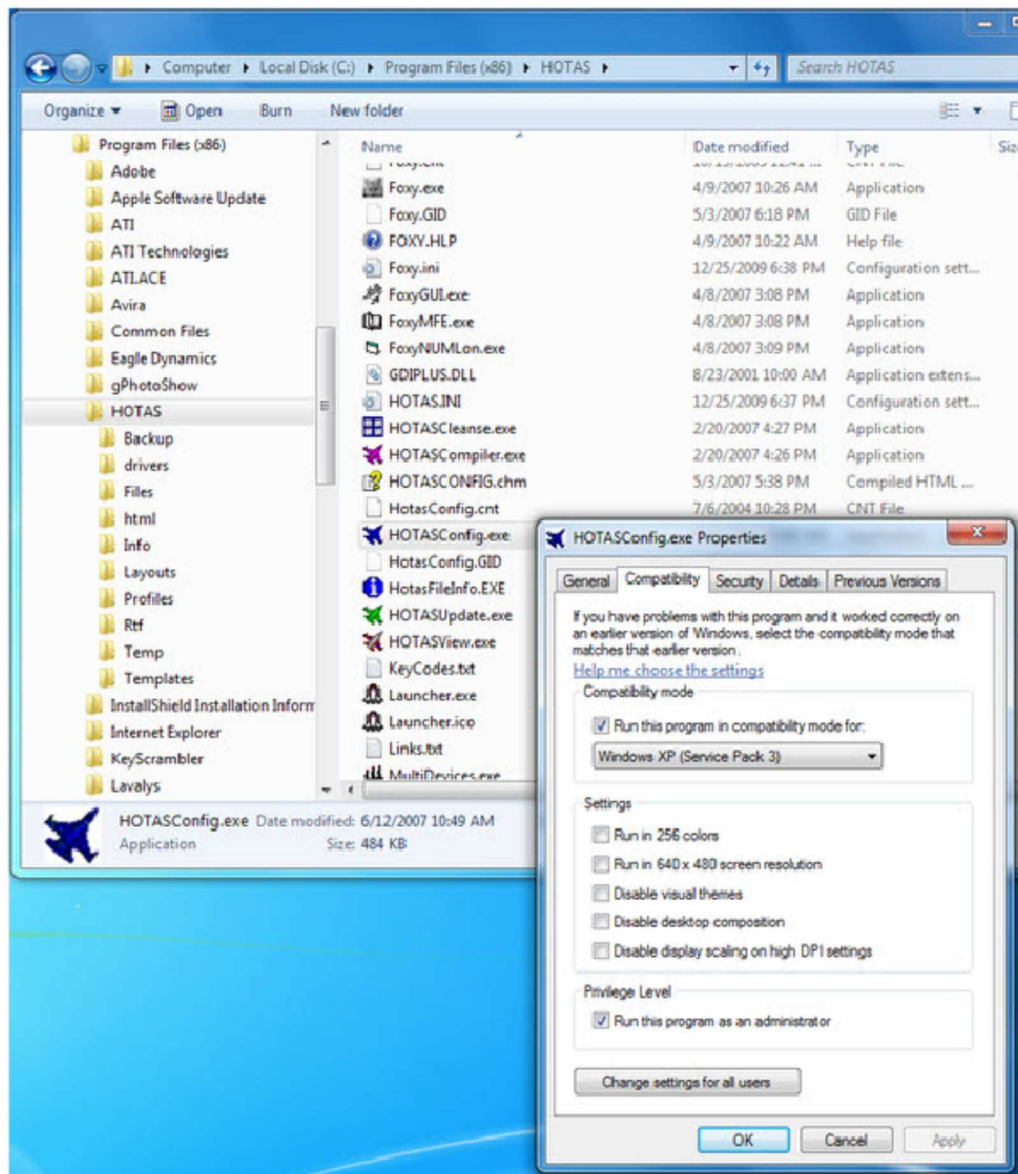 Computer ▸ Local Disk (C:) ▸ Program Files (x86) ▸ HOTAS ▸
Search HOTAS
Organize Open Burn New folder
Program Files (x86)
Adobe
Apple Software Update
ATI
ATI Technologies
ATI.ACE
Avira
Common Files
Eagle Dynamics
gPhotoShow
HOTAS
Backup
drivers
Files
html
Info
Layouts
Profiles
Rtf
Temp
Templates
InstallShield Installation Inform
Internet Explorer
KeyScrambler
Lavalys
Name Date modified Type Size
Foxy.exe 4/9/2007 10:26 AM Application
Foxy.GID 5/3/2007 6:18 PM GID File
FOXY.HLP 4/9/2007 10:22 AM Help file
Foxy.ini 12/25/2009 6:38 PM Configuration sett...
FoxyGUI.exe 4/8/2007 3:08 PM Application
FoxyMFE.exe 4/8/2007 3:08 PM Application
FoxyNUMLon.exe 4/8/2007 3:09 PM Application
GDIPLUS.DLL 8/23/2001 10:00 AM Application extens...
HOTAS.INI 12/25/2009 6:37 PM Configuration sett...
HOTASCleanse.exe 2/20/2007 4:27 PM Application
HOTASCompiler.exe 2/20/2007 4:26 PM Application
HOTASCONFIG.chm 5/3/2007 5:38 PM Compiled HTML ...
HotasConfig.cnt 7/6/2004 10:28 PM CNT File
HOTASConfig.exe
HotasConfig.GID
HotasFileInfo.EXE
HOTASUpdate.exe
HOTASView.exe
KeyCodes.txt
Launcher.exe
Launcher.ico
Links.txt
MultiDevices.exe
HOTASConfig.exe Date modified: 6/12/2007 10:49 AM
Application Size: 484 KB
HOTASConfig.exe Properties
General Compatibility Security Details Previous Versions
If you have problems with this program and it worked correctly on
an earlier version of Windows, select the compatibility mode that
matches that earlier version.
Help me choose the settings
Compatibility mode
Run this program in compatibility mode for:
Windows XP (Service Pack 3)
Settings
Run in 256 colors
Run in 640 x 480 screen resolution
Disable visual themes
Disable desktop composition
Disable display scaling on high DPI settings
Privilege Level
Run this program as an administrator
Change settings for all users
OK Cancel Apply